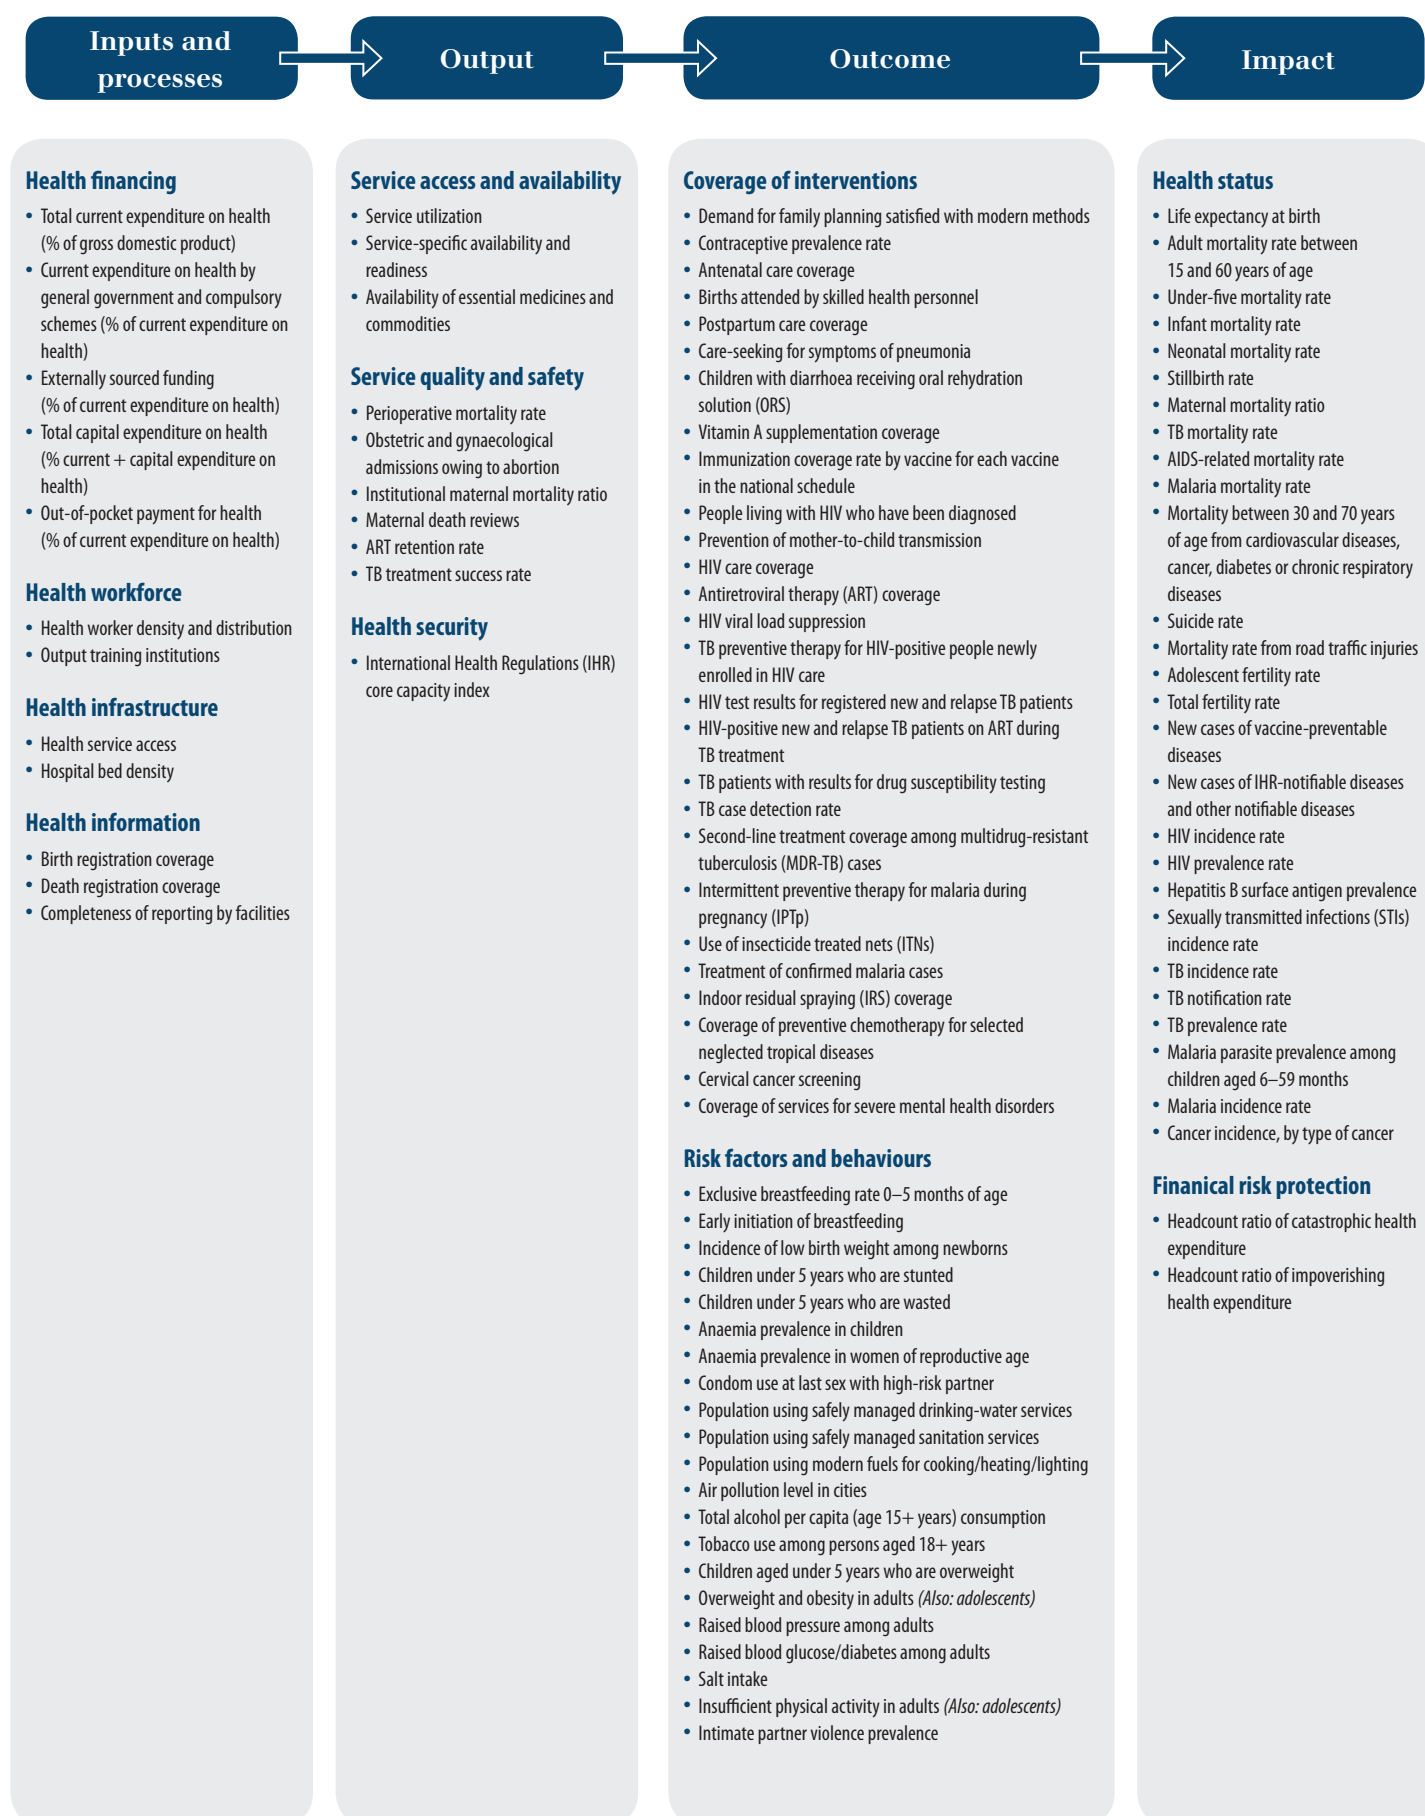 Inputs and
processes
Output
Outcome
Impact
Health financing
• Total current expenditure on health
(% of gross domestic product)
• Current expenditure on health by
general government and compulsory
schemes (% of current expenditure on
health)
• Externally sourced funding
(% of current expenditure on health)
• Total capital expenditure on health
(% current + capital expenditure on
health)
• Out-of-pocket payment for health
(% of current expenditure on health)
Health workforce
• Health worker density and distribution
• Output training institutions
Health infrastructure
• Health service access
• Hospital bed density
Health information
• Birth registration coverage
• Death registration coverage
• Completeness of reporting by facilities
Service access and availability
• Service utilization
• Service-specific availability and
readiness
• Availability of essential medicines and
commodities
Service quality and safety
• Perioperative mortality rate
• Obstetric and gynaecological
admissions owing to abortion
• Institutional maternal mortality ratio
• Maternal death reviews
• ART retention rate
• TB treatment success rate
Health security
• International Health Regulations (IHR)
core capacity index
Coverage of interventions
• Demand for family planning satisfied with modern methods
• Contraceptive prevalence rate
• Antenatal care coverage
• Births attended by skilled health personnel
• Postpartum care coverage
• Care-seeking for symptoms of pneumonia
• Children with diarrhoea receiving oral rehydration
solution (ORS)
• Vitamin A supplementation coverage
• Immunization coverage rate by vaccine for each vaccine
in the national schedule
• People living with HIV who have been diagnosed
• Prevention of mother-to-child transmission
• HIV care coverage
• Antiretroviral therapy (ART) coverage
• HIV viral load suppression
• TB preventive therapy for HIV-positive people newly
enrolled in HIV care
• HIV test results for registered new and relapse TB patients
• HIV-positive new and relapse TB patients on ART during
TB treatment
• TB patients with results for drug susceptibility testing
• TB case detection rate
• Second-line treatment coverage among multidrug-resistant
tuberculosis (MDR-TB) cases
• Intermittent preventive therapy for malaria during
pregnancy (IPTp)
• Use of insecticide treated nets (ITNs)
• Treatment of confirmed malaria cases
• Indoor residual spraying (IRS) coverage
• Coverage of preventive chemotherapy for selected
neglected tropical diseases
• Cervical cancer screening
• Coverage of services for severe mental health disorders
Risk factors and behaviours
• Exclusive breastfeeding rate 0–5 months of age
• Early initiation of breastfeeding
• Incidence of low birth weight among newborns
• Children under 5 years who are stunted
• Children under 5 years who are wasted
• Anaemia prevalence in children
• Anaemia prevalence in women of reproductive age
• Condom use at last sex with high-risk partner
• Population using safely managed drinking-water services
• Population using safely managed sanitation services
• Population using modern fuels for cooking/heating/lighting
• Air pollution level in cities
• Total alcohol per capita (age 15+ years) consumption
• Tobacco use among persons aged 18+ years
• Children aged under 5 years who are overweight
• Overweight and obesity in adults (Also: adolescents)
• Raised blood pressure among adults
• Raised blood glucose/diabetes among adults
• Salt intake
• Insufficient physical activity in adults (Also: adolescents)
• Intimate partner violence prevalence
Health status
• Life expectancy at birth
• Adult mortality rate between
15 and 60 years of age
• Under-five mortality rate
• Infant mortality rate
• Neonatal mortality rate
• Stillbirth rate
• Maternal mortality ratio
• TB mortality rate
• AIDS-related mortality rate
• Malaria mortality rate
• Mortality between 30 and 70 years
of age from cardiovascular diseases,
cancer, diabetes or chronic respiratory
diseases
• Suicide rate
• Mortality rate from road traffic injuries
• Adolescent fertility rate
• Total fertility rate
• New cases of vaccine-preventable
diseases
• New cases of IHR-notifiable diseases
and other notifiable diseases
• HIV incidence rate
• HIV prevalence rate
• Hepatitis B surface antigen prevalence
• Sexually transmitted infections (STIs)
incidence rate
• TB incidence rate
• TB notification rate
• TB prevalence rate
• Malaria parasite prevalence among
children aged 6–59 months
• Malaria incidence rate
• Cancer incidence, by type of cancer
Finanical risk protection
• Headcount ratio of catastrophic health
expenditure
• Headcount ratio of impoverishing
health expenditure